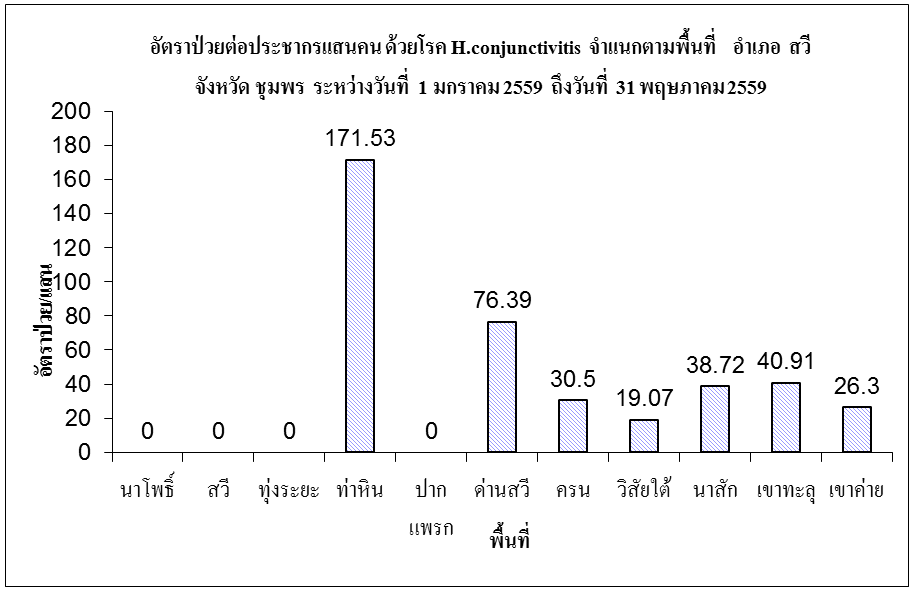 อัตราป่วยต่อประชากรแสนคน ด้วยโรค H.conjunctivitis จำแนกตามพื้นที่ อำเภอ สวี
จังหวัด ชุมพร ระหว่างวันที่ 1 มกราคม 2559 ถึงวันที่ 31 พฤษภาคม 2559
อัตราป่วย/แสน
200
180
160
140
120
100
80
60
40
20
0
0
0
0
171.53
0
76.39
30.5
19.07
38.72
40.91
26.3
นาโพธิ์
สวี
ทุ่งระยะ
ท่าหิน
ปาก
แพรก
ด่านสวี
ครน
วิสัยใต้
นาสัก
เขาทะลุ
เขาค่าย
พื้นที่